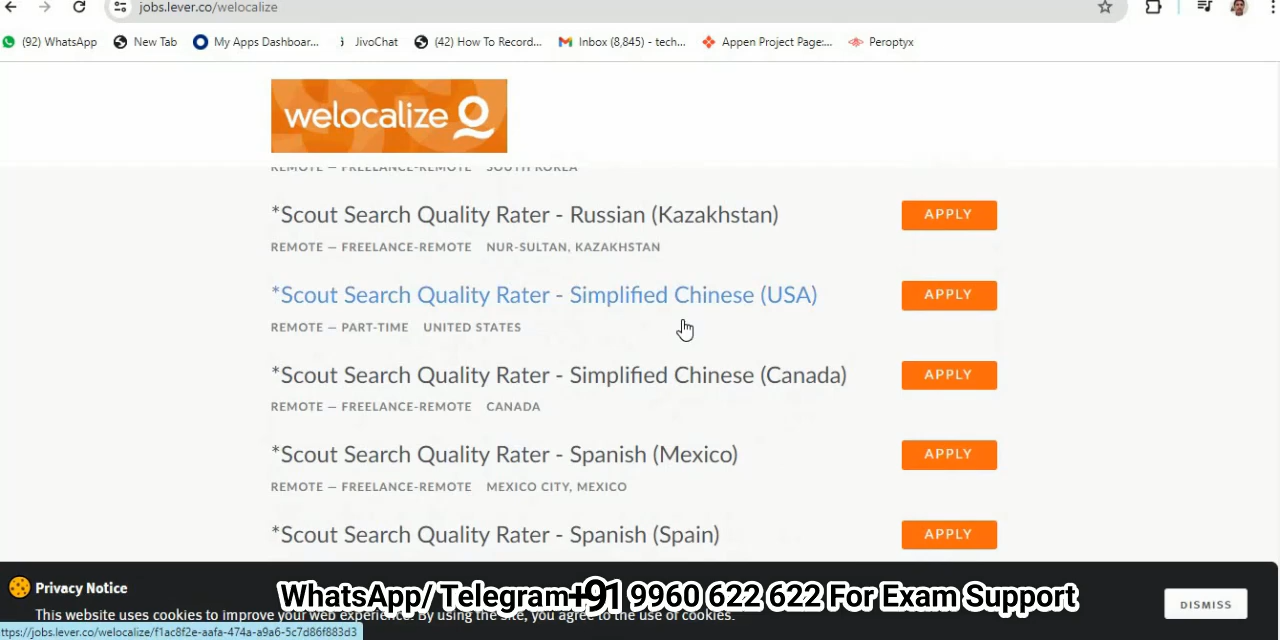 jobs.lever.co/welocalize
(92) WhatsApp
New Tab
My Apps Dashboar...
JivoChat
(42) How To Record...
Inbox (8,845) - tech...
Appen Project Page:...
Peroptyx
welocalize
REMOTE — FREELANCE-REMOTE SOUTH KOREA
*Scout Search Quality Rater - Russian (Kazakhstan)
APPLY
REMOTE — FREELANCE-REMOTE NUR-SULTAN, KAZAKHSTAN
*Scout Search Quality Rater - Simplified Chinese (USA)
APPLY
REMOTE — PART-TIME UNITED STATES
*Scout Search Quality Rater - Simplified Chinese (Canada)
APPLY
REMOTE — FREELANCE-REMOTE CANADA
*Scout Search Quality Rater - Spanish (Mexico)
APPLY
REMOTE — FREELANCE-REMOTE MEXICO CITY, MEXICO
*Scout Search Quality Rater - Spanish (Spain)
APPLY
Privacy Notice
WhatsApp/ Telegram+91 9960 622 622 For Exam Support
This website uses cookies to improve your web experience. By using the site, you agree to the use of cookies.
DISMISS
ttps://jobs.lever.co/welocalize/f1ac8f2e-aafa-474a-a9a6-5c7d86f883d3